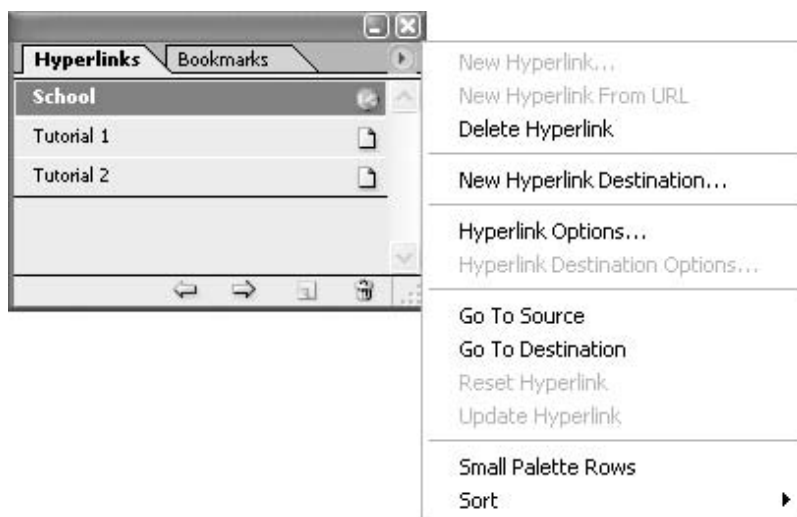 Hyperlinks Bookmarks
School
Tutorial 1
Tutorial 2
New Hyperlink...
New Hyperlink From URL
Delete Hyperlink
New Hyperlink Destination...
Hyperlink Options...
Hyperlink Destination Options...
Go To Source
Go To Destination
Reset Hyperlink
Update Hyperlink
Small Palette Rows
Sort